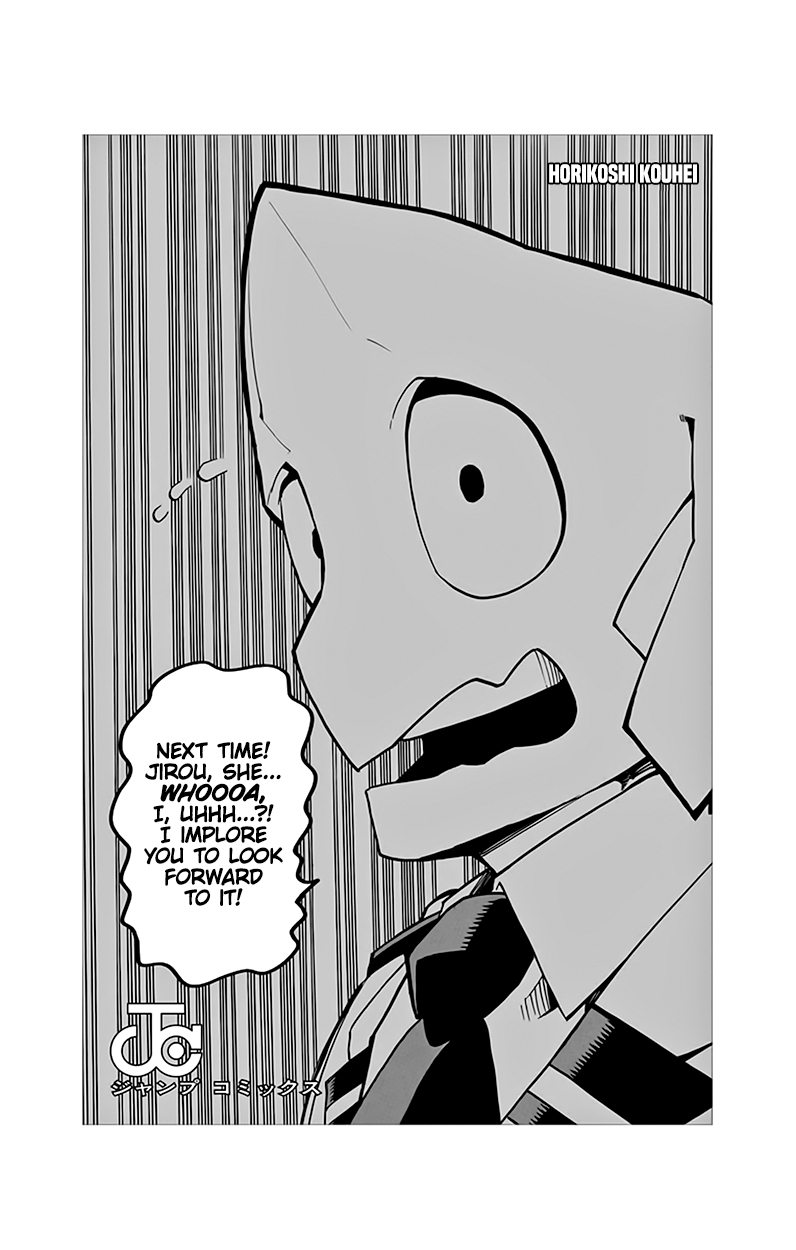 HORIKOSHI KOUHEI
NEXT TIME!
JIROU, SHE...
WHOOOA,
I, UHHH...?!
I IMPLORE
YOU TO LOOK
FORWARD
TO IT!
JC
ジャンプ コミックス